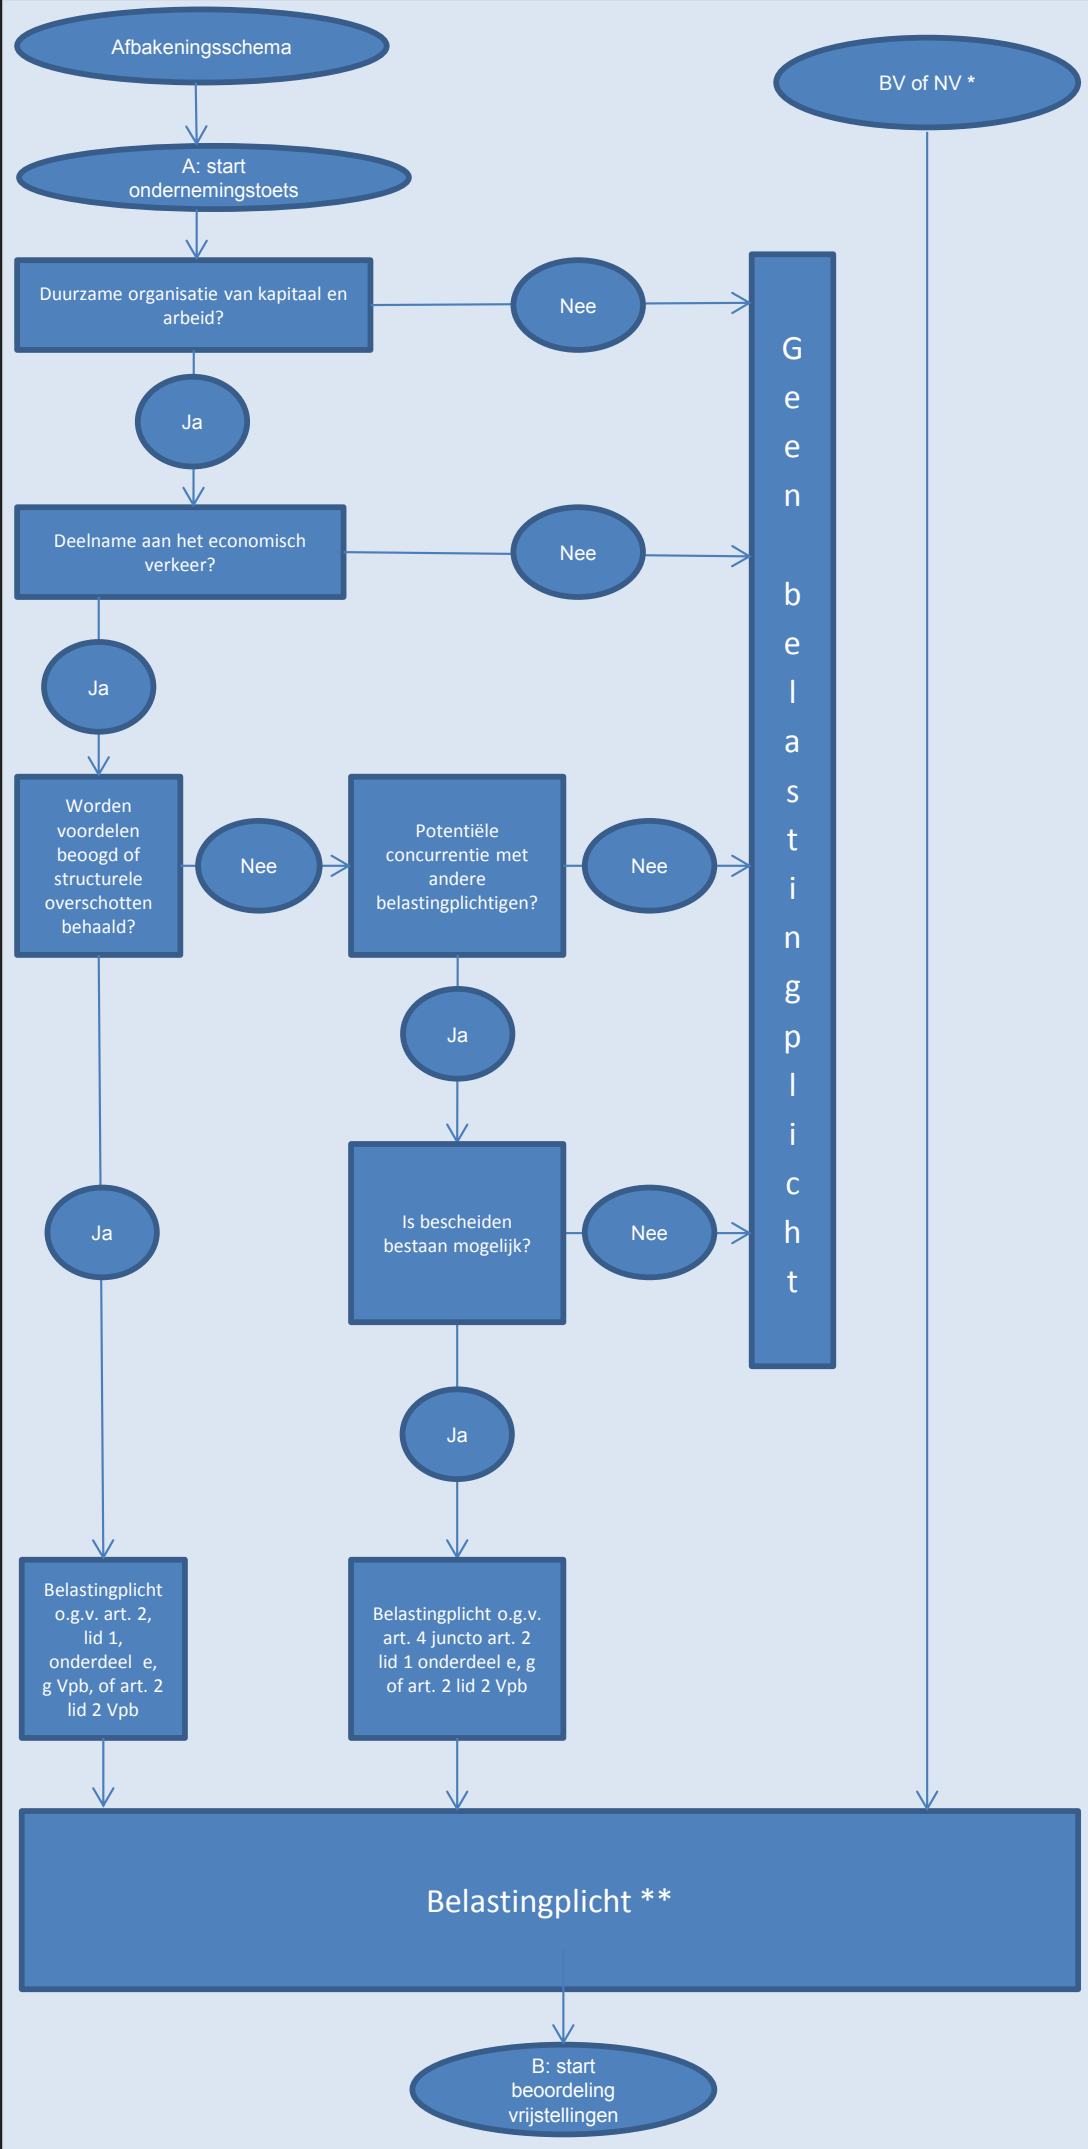 Afbakeningsschema
BV of NV *
A: start
ondernemingstoets
Duurzame organisatie van kapitaal en
arbeid?
Nee
Ja
Deelname aan het economisch
verkeer?
Nee
Ja
Worden
voordelen
beoogd of
structurele
overschotten
behaald?
Nee
Potentiële
concurrentie met
andere
belastingplichtigen?
Nee
Ja
Is bescheiden
bestaan mogelijk?
Nee
Ja
Ja
G
e
e
n
b
e
l
a
s
t
i
n
g
p
l
i
c
h
t
Belastingplicht
o.g.v. art. 2,
lid 1,
onderdeel e,
g Vpb, of art. 2
lid 2 Vpb
Belastingplicht o.g.v.
art. 4 juncto art. 2
lid 1 onderdeel e, g
of art. 2 lid 2 Vpb
Belastingplicht **
B: start
beoordeling
vrijstellingen